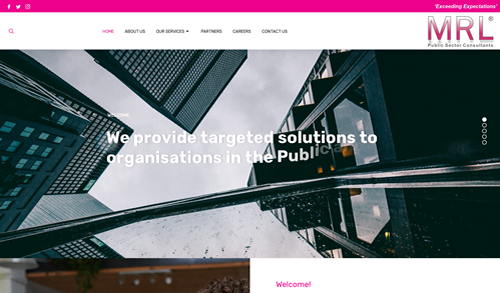 'Exceeding Expectations'
MRL®
Public Sector Consultants
HOME ABOUT US OUR SERVICES PARTNERS CAREERS CONTACT US
WELCOME
We provide targeted solutions to
organisations in the Public
Welcome!